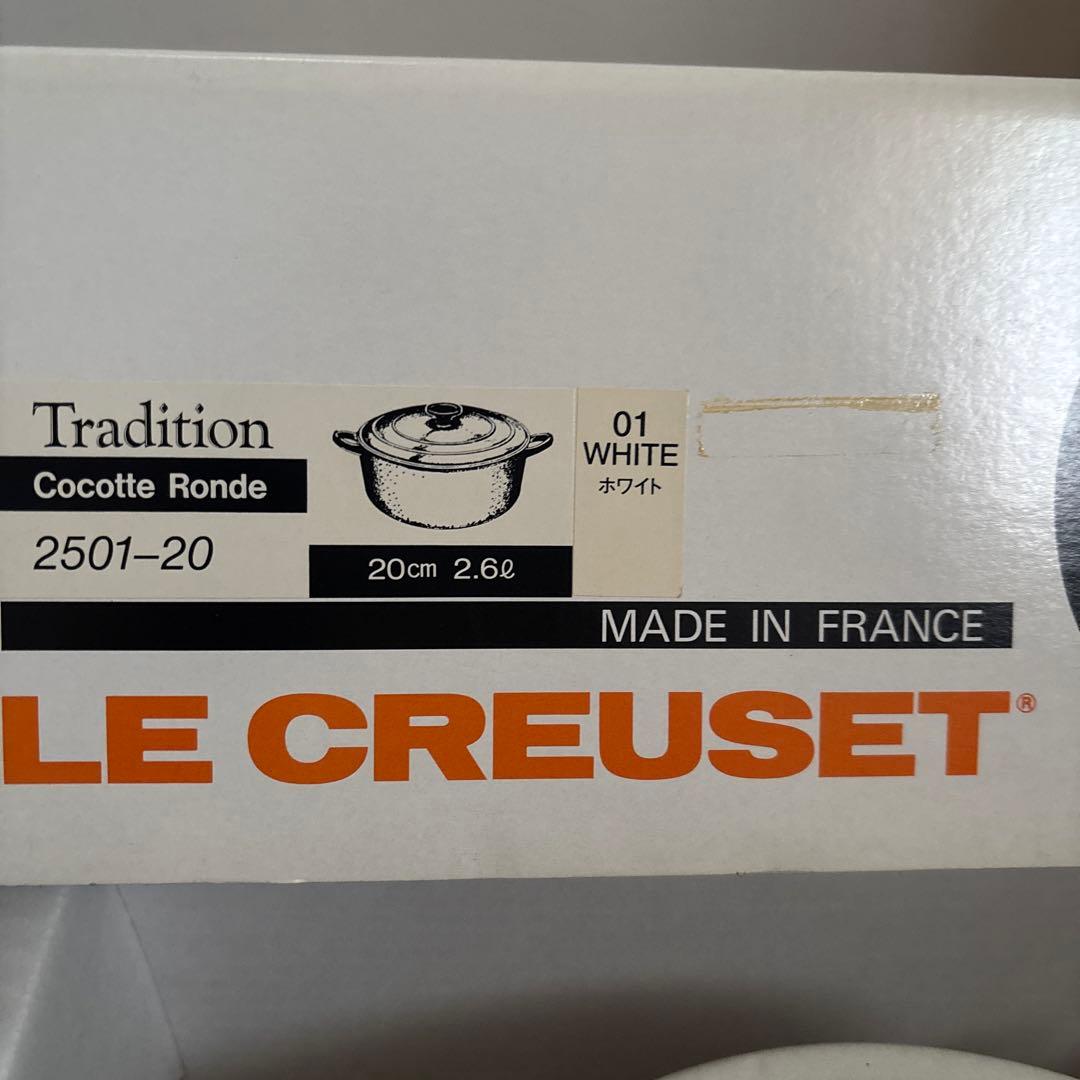 Tradition
Cocotte Ronde
2501-20
20cm 2.6ℓ
01
WHITE
ホワイト
MADE IN FRANCE
LE CREUSET®